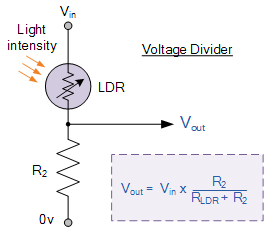 Vin
Light
intensity
Voltage Divider
LDR
Vout
R2
Vout = Vin x R2
RLDR + R2
0v